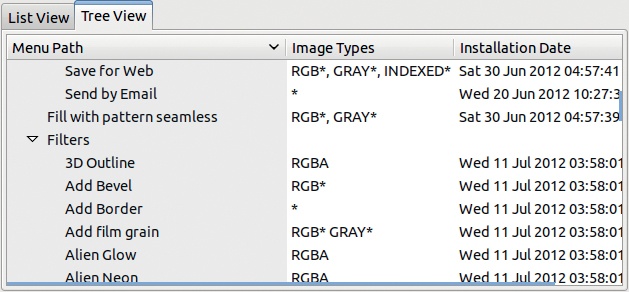 List View Tree View
Menu Path Image Types Installation Date
Save for Web RGB*, GRAY*, INDEXED* Sat 30 Jun 2012 04:57:41
Send by Email * Wed 20 Jun 2012 10:27:3
Fill with pattern seamless RGB*, GRAY* Sat 30 Jun 2012 04:57:39
Filters
3D Outline RGBA Wed 11 Jul 2012 03:58:01
Add Bevel RGB* Wed 11 Jul 2012 03:58:01
Add Border * Wed 11 Jul 2012 03:58:01
Add film grain RGB* GRAY* Wed 11 Jul 2012 03:58:01
Alien Glow RGBA Wed 11 Jul 2012 03:58:01
Alien Neon RGBA Wed 11 Jul 2012 03:58:01